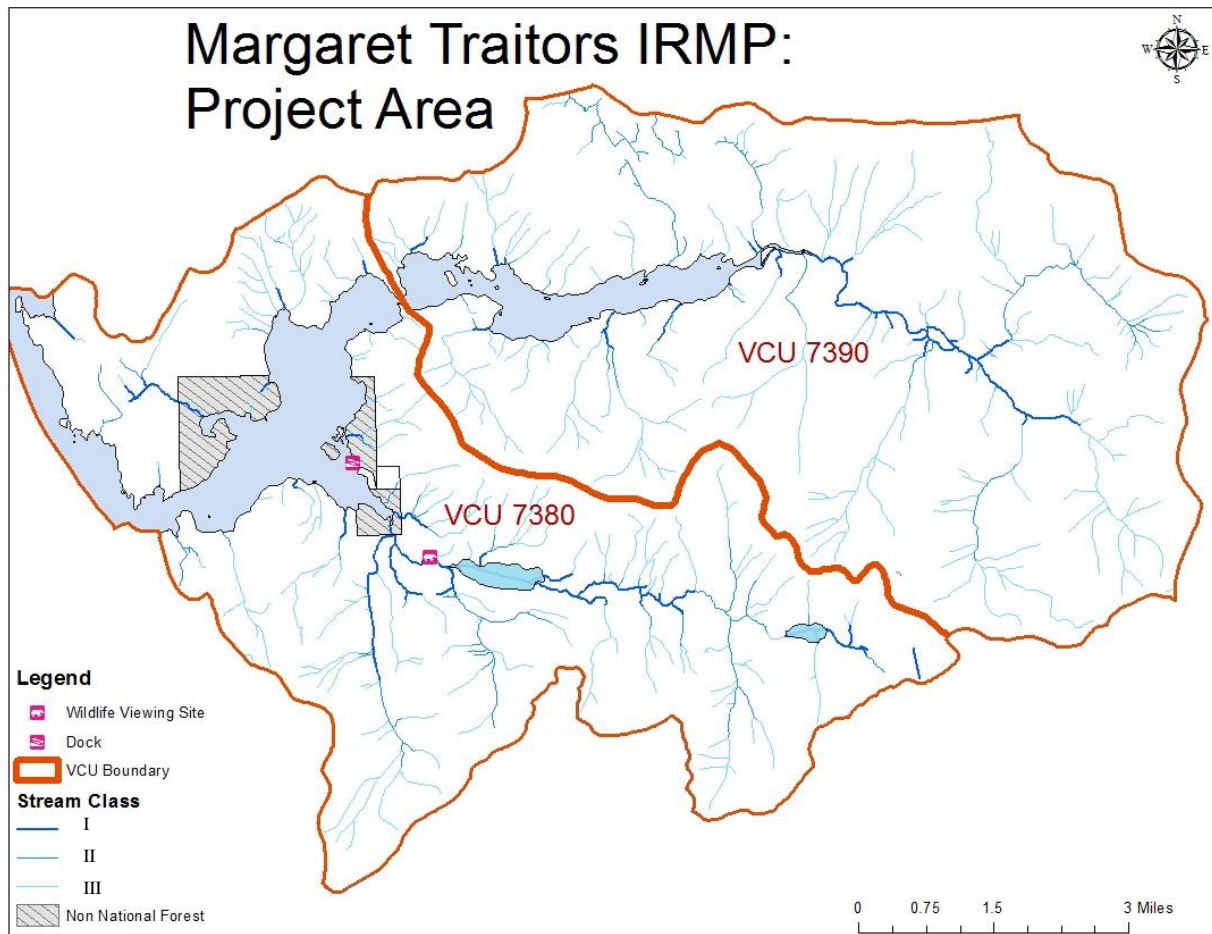 Margaret Traitors IRMP:
Project Area
N
W E
S
VCU 7390
VCU 7380
Legend
Wildlife Viewing Site
Dock
VCU Boundary
Stream Class
I
II
III
Non National Forest
0 0.75 1.5 3 Miles